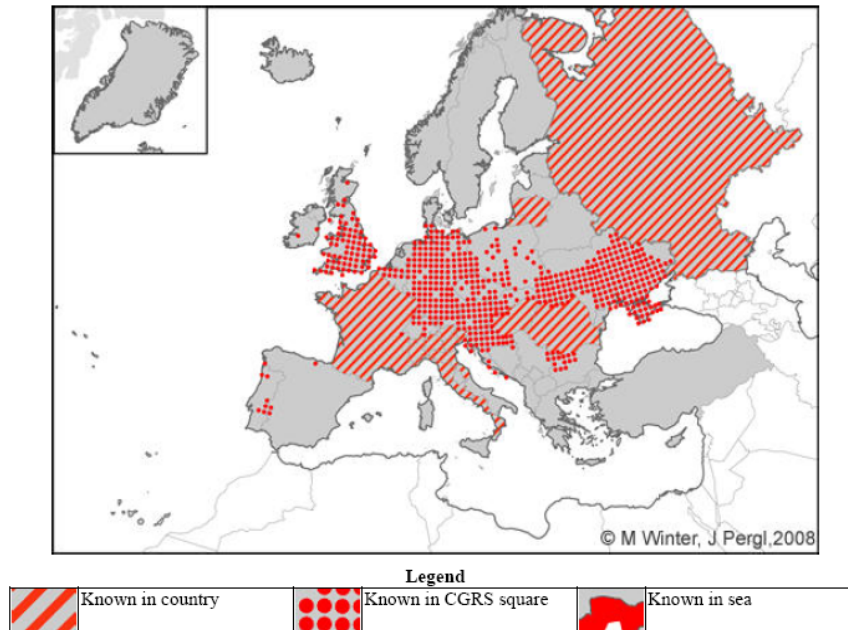 © M Winter, J Pergl,2008
Legend
Known in country
Known in CGRS square
Known in sea